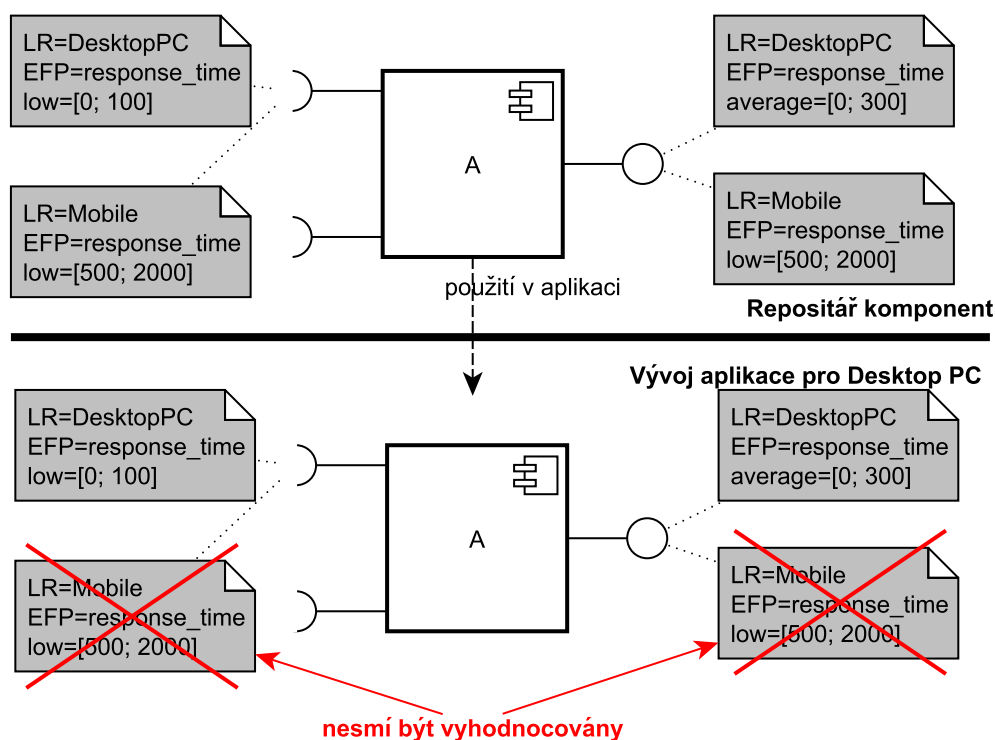 LR=DesktopPC
EFP=response_time
low=[0; 100]
LR=DesktopPC
EFP=response_time
average=[0; 300]
A
LR=Mobile
EFP=response_time
low=[500; 2000]
LR=Mobile
EFP=response_time
low=[500; 2000]
použití v aplikaci
Repositář komponent
Vývoj aplikace pro Desktop PC
LR=DesktopPC
EFP=response_time
low=[0; 100]
LR=DesktopPC
EFP=response_time
average=[0; 300]
A
LR=Mobile
EFP=response_time
low=[500; 2000]
LR=Mobile
EFP=response_time
low=[500; 2000]
nesmí být vyhodnocovány